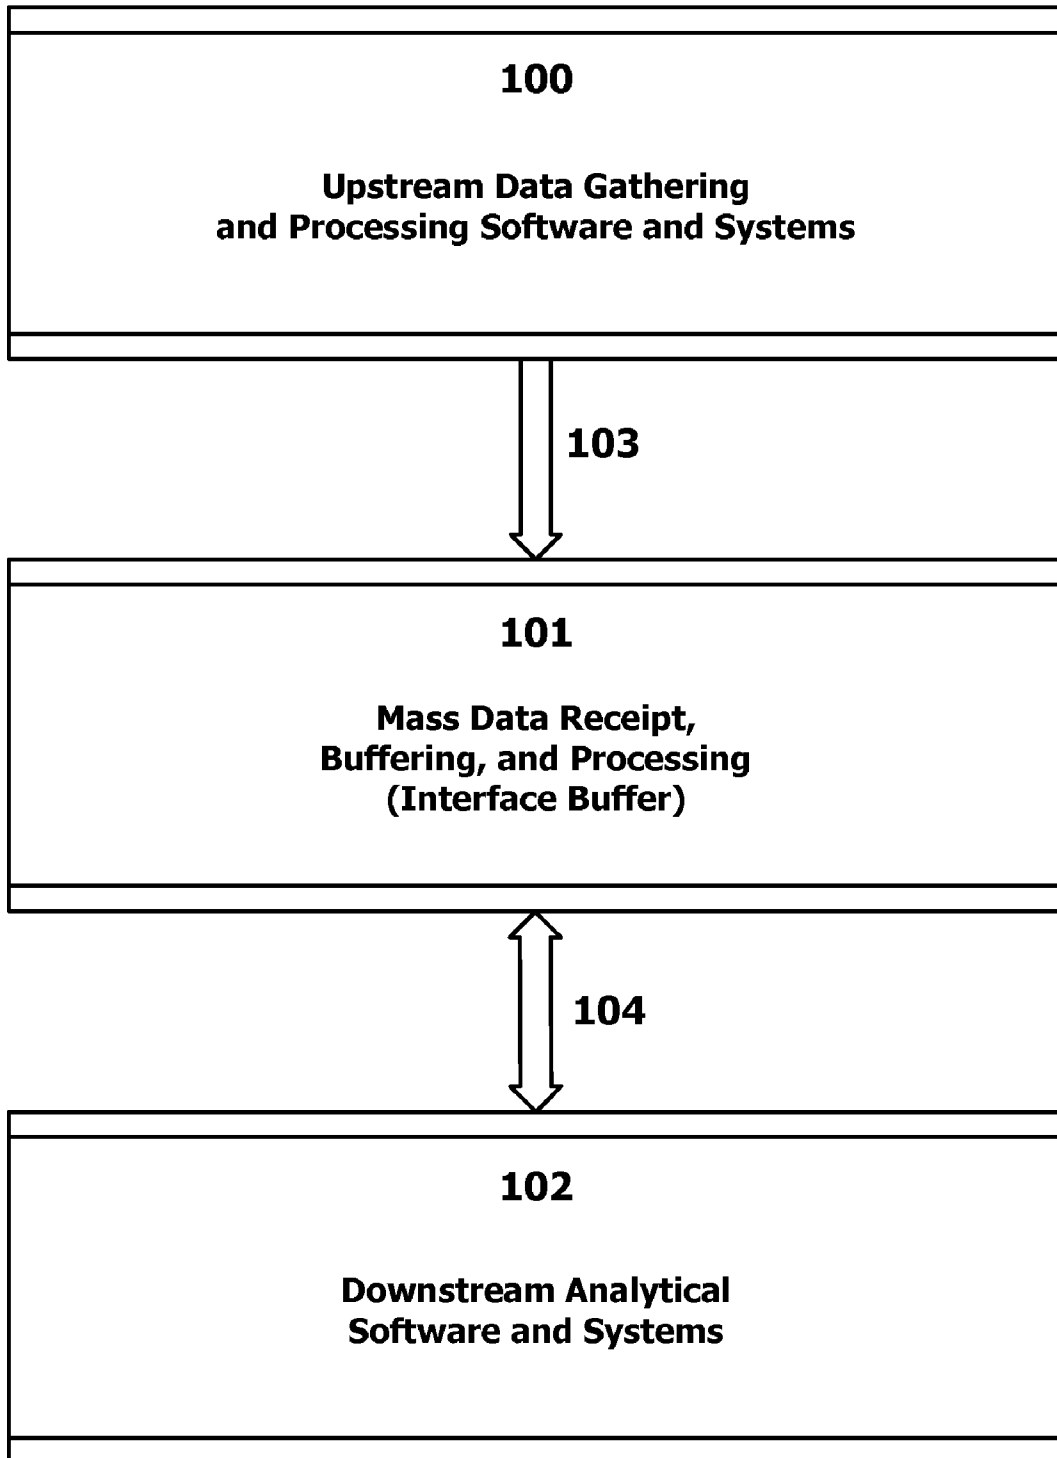 100
Upstream Data Gathering
and Processing Software and Systems
103
101
Mass Data Receipt,
Buffering, and Processing
(Interface Buffer)
104
102
Downstream Analytical
Software and Systems